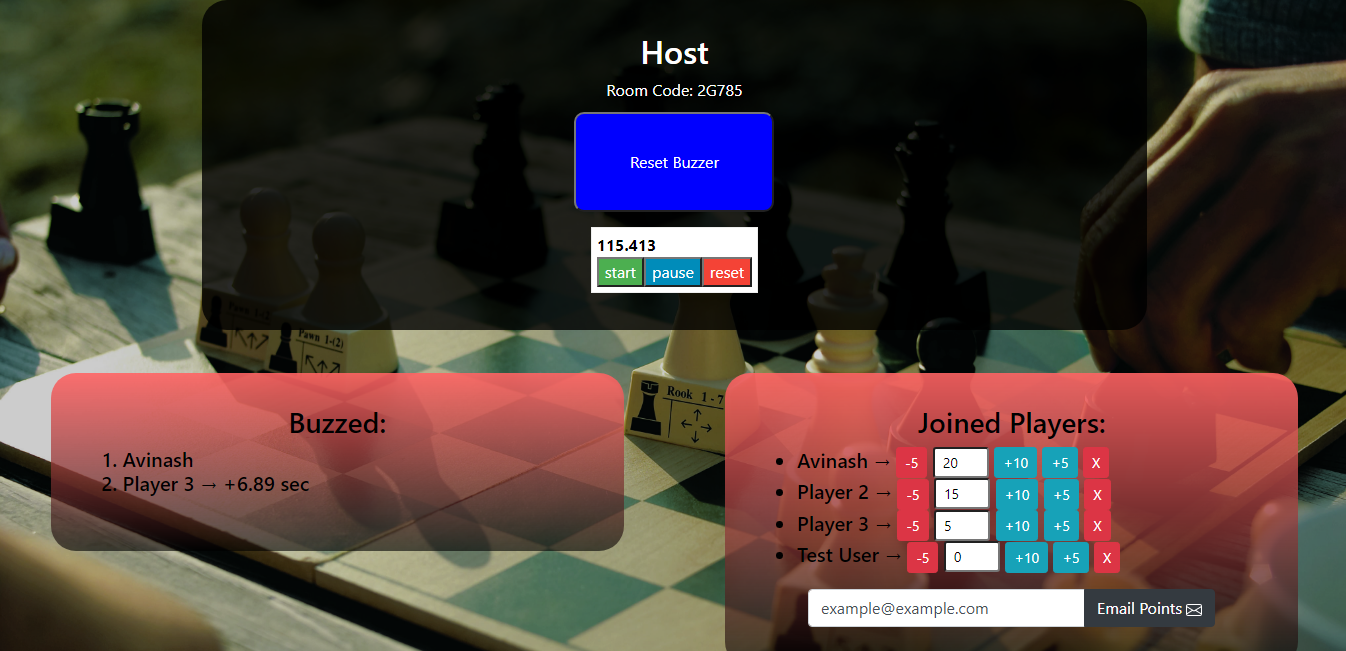 Host
Room Code: 2G785
Reset Buzzer
115.413
start pause reset
Pawn 1-(2)
Pawn 1-(2)
Rook 1 - 7
Buzzed:
1. Avinash
2. Player 3 → +6.89 sec
Joined Players:
Avinash → -5 20 +10 +5 X
Player 2 → -5 15 +10 +5 X
Player 3 → -5 5 +10 +5 X
Test User → -5 0 +10 +5 X
example@example.com Email Points